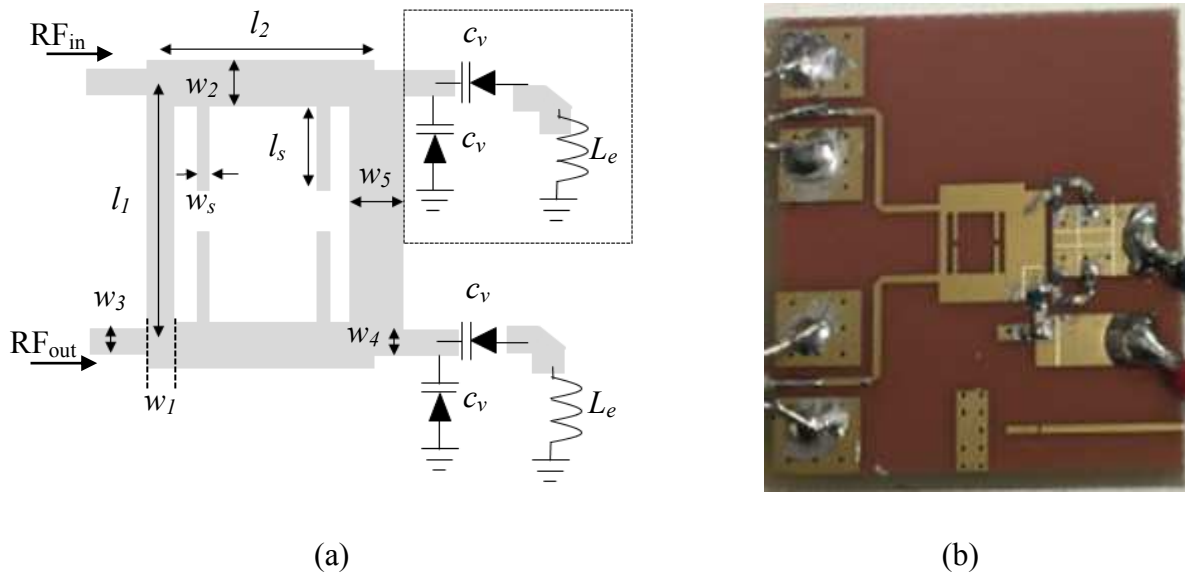 l₂
RFin
w₂
cᵥ
cᵥ
lₛ
Lₑ
w₅
wₛ
l₁
w₃
cᵥ
w₄
RFout
w₁
cᵥ
Lₑ
(a)
(b)